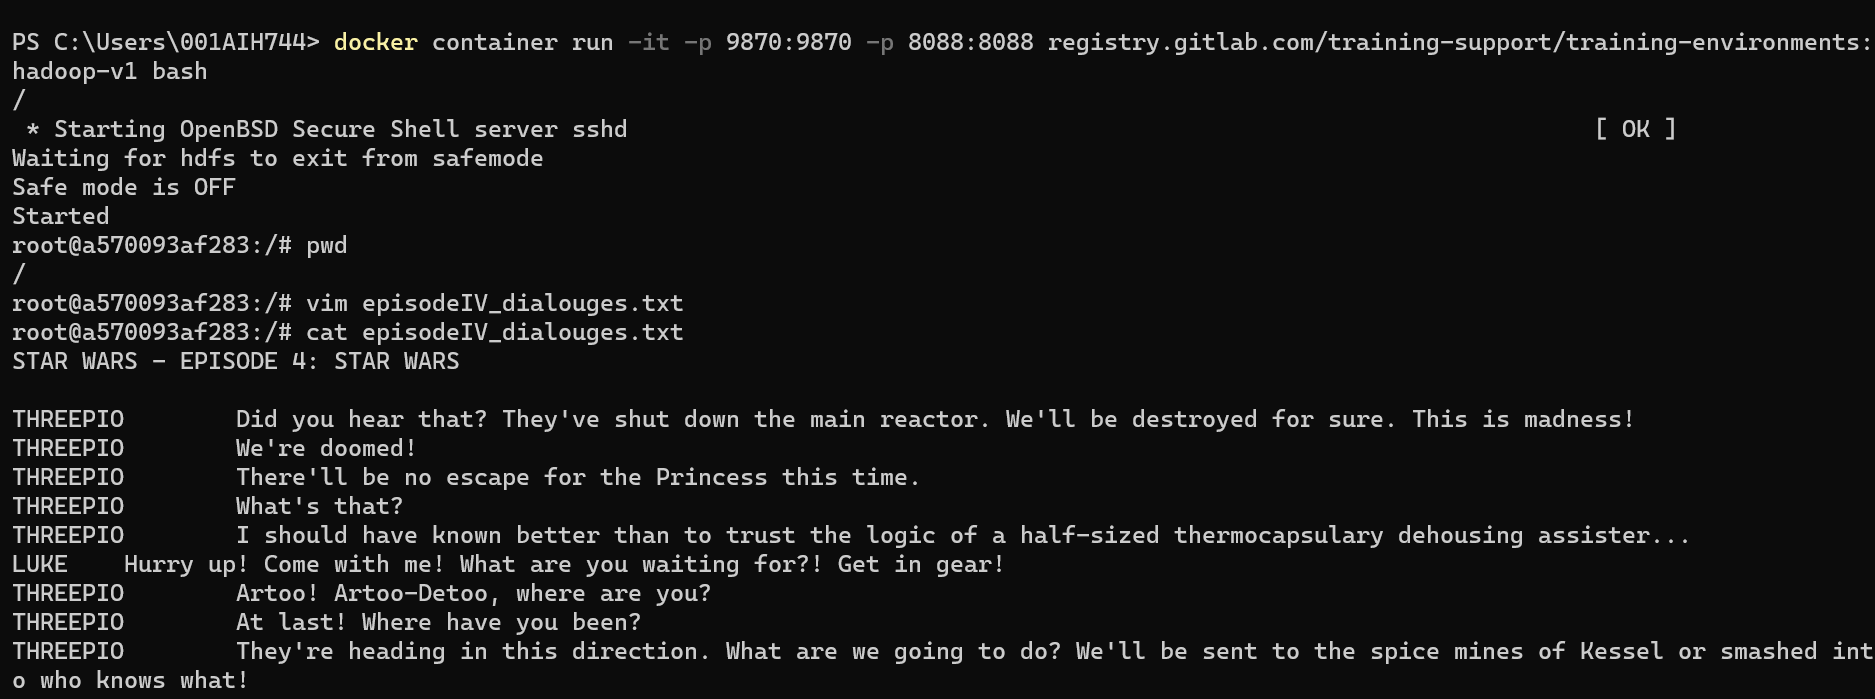 PS C:\Users\001AIH744> docker container run -it -p 9870:9870 -p 8088:8088 registry.gitlab.com/training-support/training-environments:
hadoop-v1 bash
/
 * Starting OpenBSD Secure Shell server sshd [ OK ]
Waiting for hdfs to exit from safemode
Safe mode is OFF
Started
root@a570093af283:/# pwd
/
root@a570093af283:/# vim episodeIV_dialouges.txt
root@a570093af283:/# cat episodeIV_dialouges.txt
STAR WARS - EPISODE 4: STAR WARS

THREEPIO        Did you hear that? They've shut down the main reactor. We'll be destroyed for sure. This is madness!
THREEPIO        We're doomed!
THREEPIO        There'll be no escape for the Princess this time.
THREEPIO        What's that?
THREEPIO        I should have known better than to trust the logic of a half-sized thermocapsulary dehousing assister...
LUKE    Hurry up! Come with me! What are you waiting for?! Get in gear!
THREEPIO        Artoo! Artoo-Detoo, where are you?
THREEPIO        At last! Where have you been?
THREEPIO        They're heading in this direction. What are we going to do? We'll be sent to the spice mines of Kessel or smashed int
o who knows what!